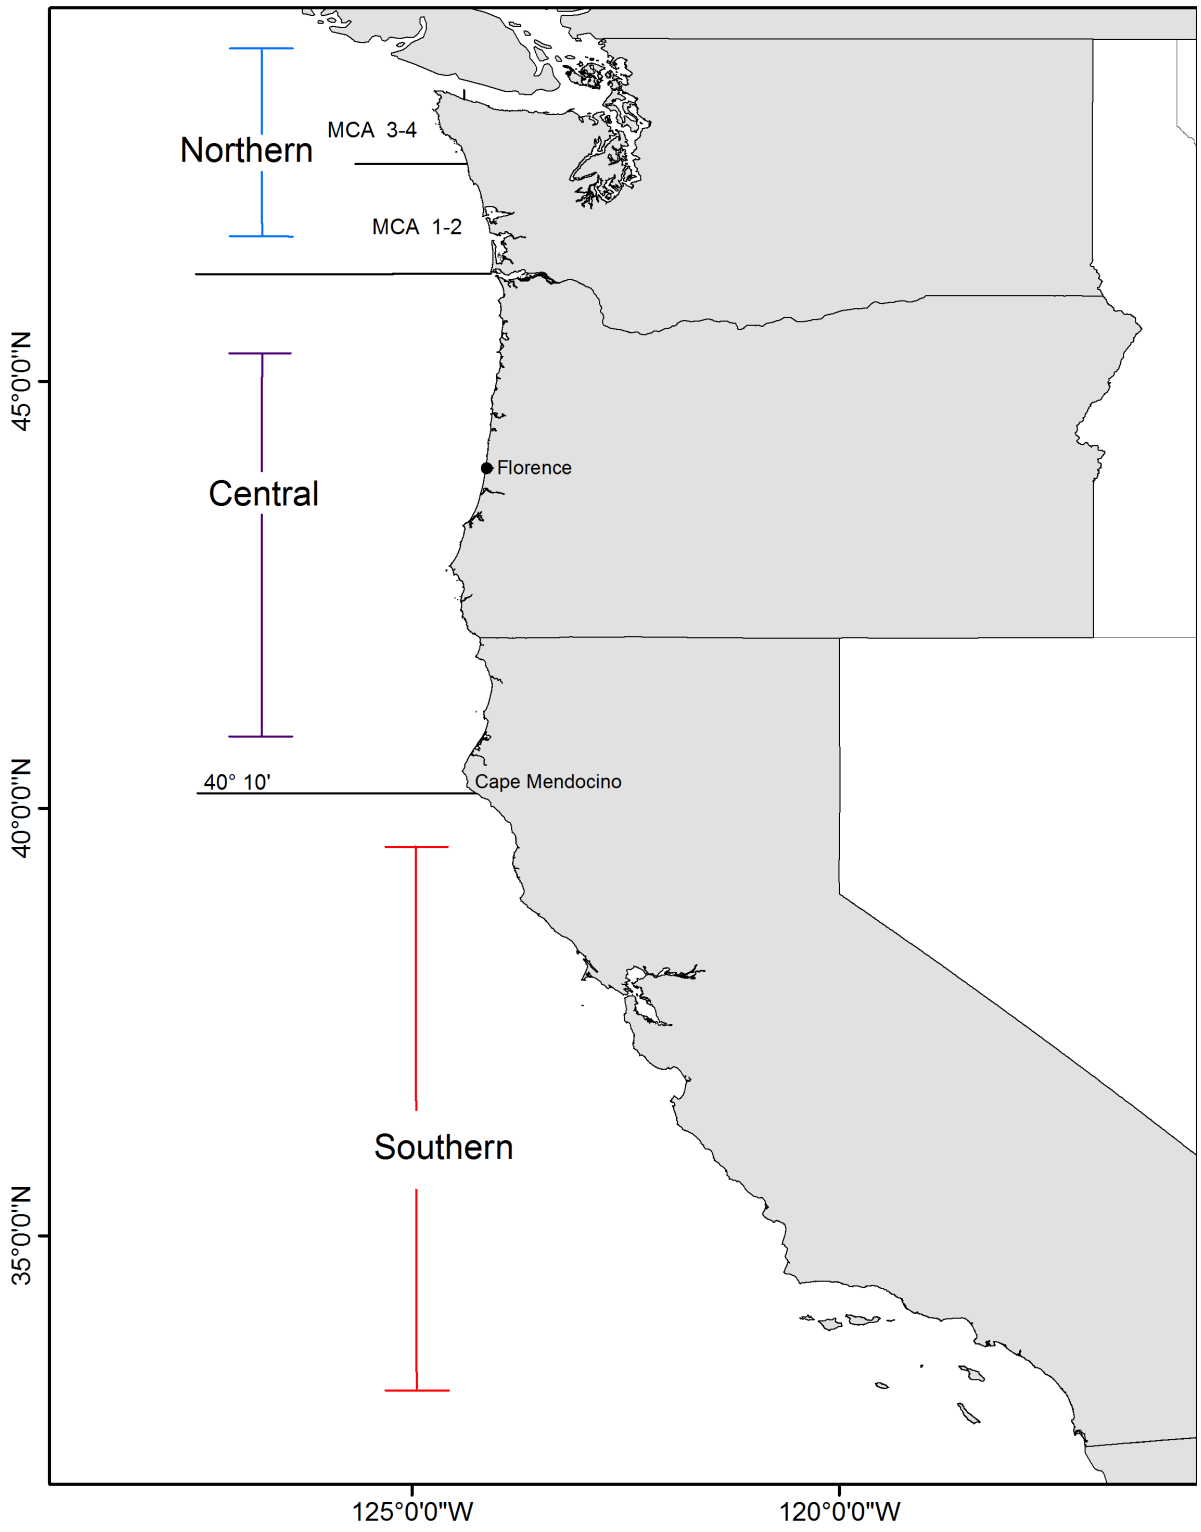 MCA 3-4
Northern
MCA 1-2
45°0'0"N
Florence
Central
40° 10'
Cape Mendocino
40°0'0"N
Southern
35°0'0"N
125°0'0"W
120°0'0"W